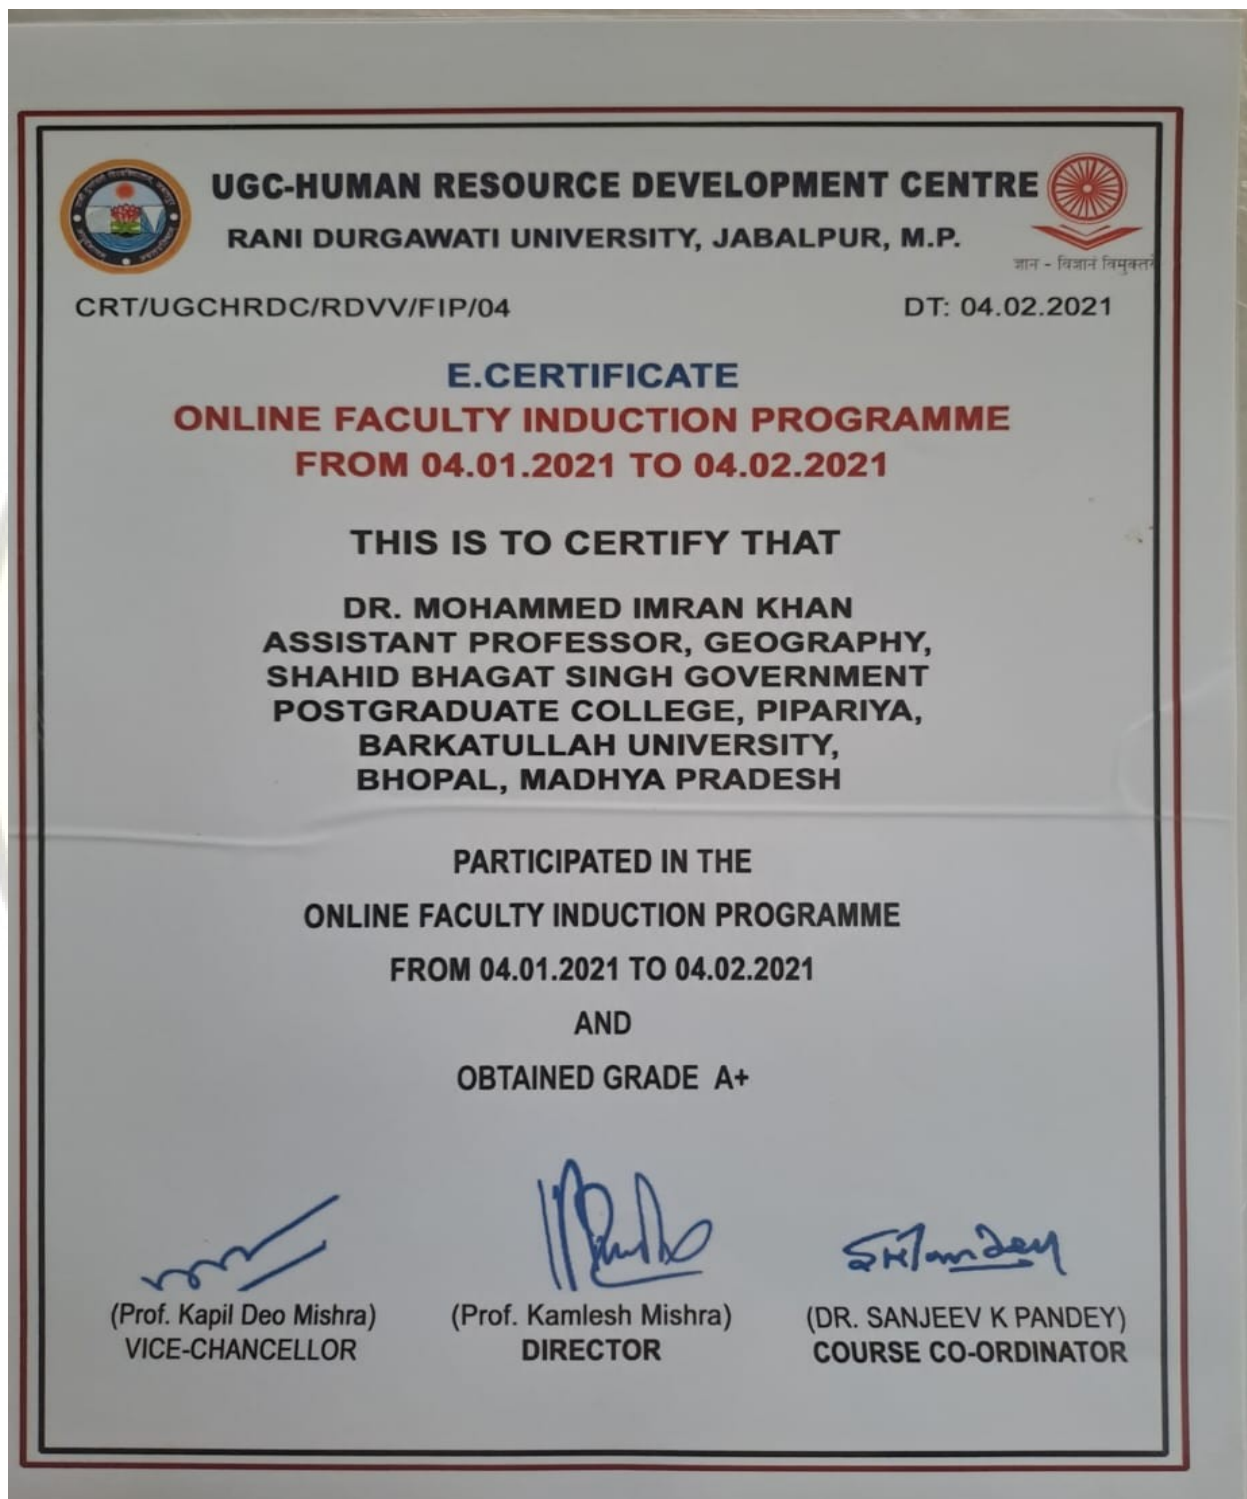 UGC-HUMAN RESOURCE DEVELOPMENT CENTRE
RANI DURGAWATI UNIVERSITY, JABALPUR, M.P.
ज्ञान - विज्ञानं विमुक्तये
CRT/UGCHRDC/RDVV/FIP/04
DT: 04.02.2021
E.CERTIFICATE
ONLINE FACULTY INDUCTION PROGRAMME
FROM 04.01.2021 TO 04.02.2021
THIS IS TO CERTIFY THAT
DR. MOHAMMED IMRAN KHAN
ASSISTANT PROFESSOR, GEOGRAPHY,
SHAHID BHAGAT SINGH GOVERNMENT
POSTGRADUATE COLLEGE, PIPARIYA,
BARKATULLAH UNIVERSITY,
BHOPAL, MADHYA PRADESH
PARTICIPATED IN THE
ONLINE FACULTY INDUCTION PROGRAMME
FROM 04.01.2021 TO 04.02.2021
AND
OBTAINED GRADE A+
(Prof. Kapil Deo Mishra)
VICE-CHANCELLOR
(Prof. Kamlesh Mishra)
DIRECTOR
(DR. SANJEEV K PANDEY)
COURSE CO-ORDINATOR